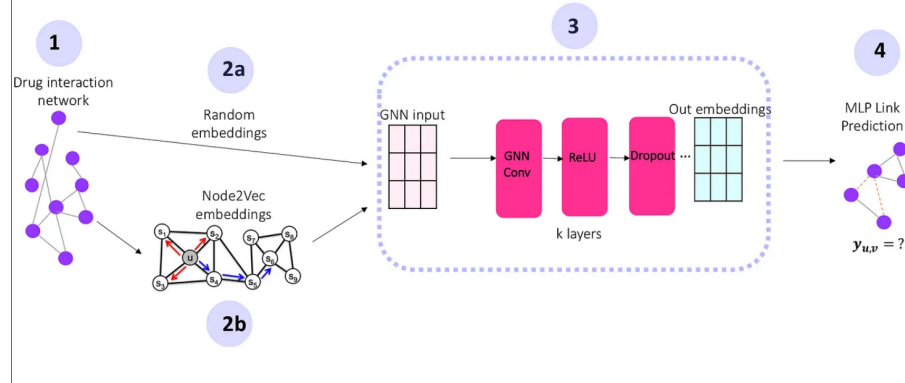 1
Drug interaction
network
2a
Random
embeddings
Node2Vec
embeddings
s1
s2
s3
s4
u
s5
s6
s7
s8
s9
2b
3
GNN input
GNN
Conv
ReLU
Dropout
...
Out embeddings
k layers
4
MLP Link
Prediction
y_{u,v} = ?